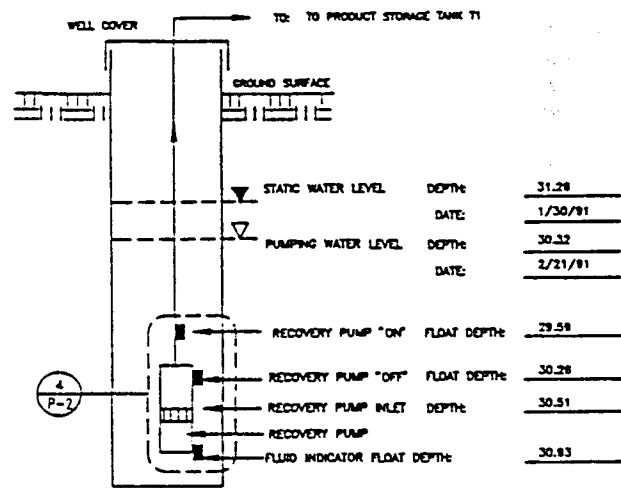 TO: TO PRODUCT STORAGE TANK T1
WELL COVER
GROUND SURFACE
STATIC WATER LEVEL DEPTH: 31.28
DATE: 1/30/91
PUMPING WATER LEVEL DEPTH: 30.32
DATE: 2/21/91
RECOVERY PUMP "ON" FLOAT DEPTH: 29.59
RECOVERY PUMP "OFF" FLOAT DEPTH: 30.26
4
P-2
RECOVERY PUMP INLET DEPTH: 30.51
RECOVERY PUMP
FLUID INDICATOR FLOAT DEPTH: 30.93